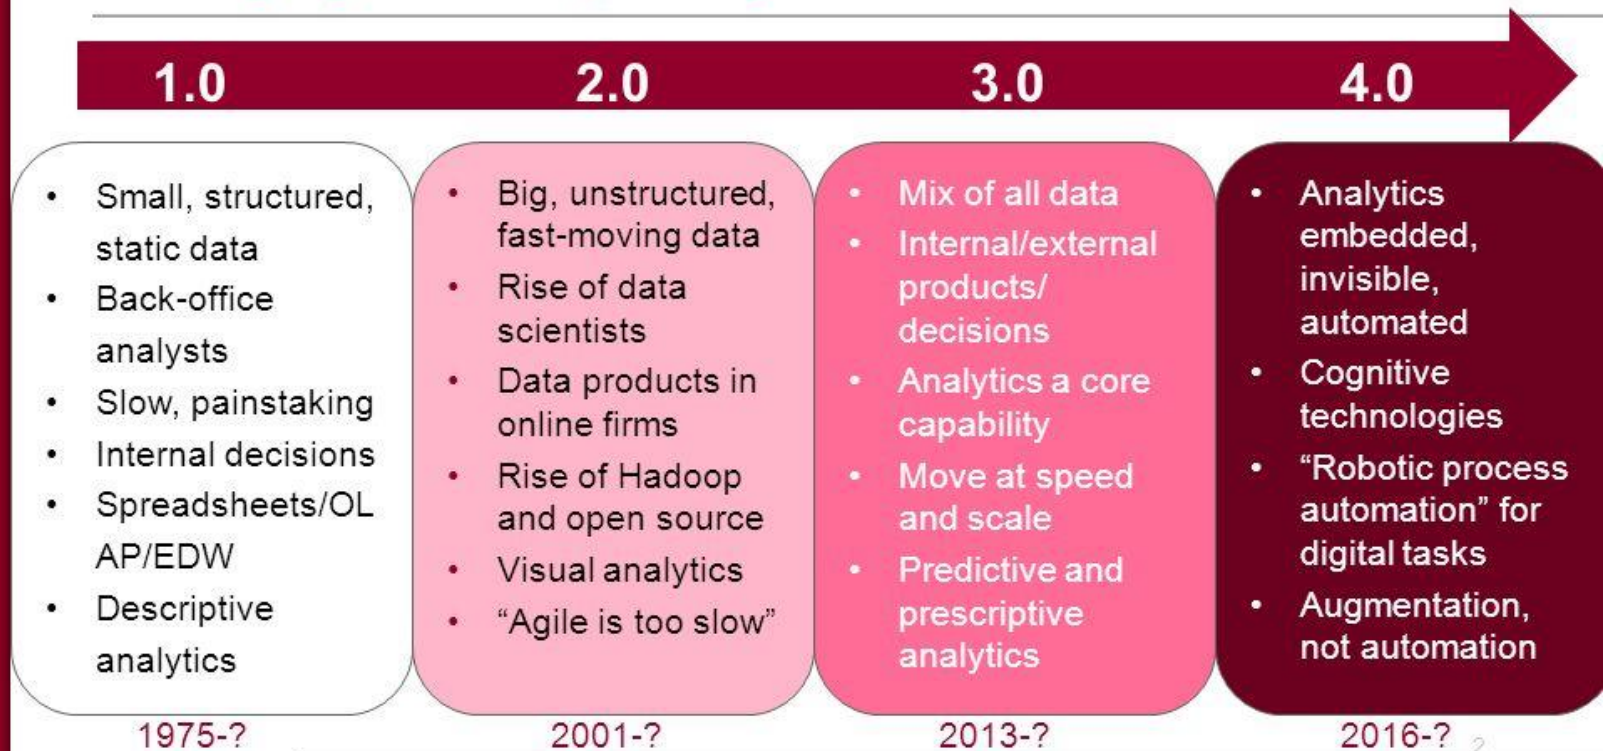 1.0
2.0
3.0
4.0
• Small, structured,
static data
• Back-office
analysts
• Slow, painstaking
• Internal decisions
• Spreadsheets/OL
AP/EDW
• Descriptive
analytics
1975-?
• Big, unstructured,
fast-moving data
• Rise of data
scientists
• Data products in
online firms
• Rise of Hadoop
and open source
• Visual analytics
• “Agile is too slow”
2001-?
• Mix of all data
• Internal/external
products/
decisions
• Analytics a core
capability
• Move at speed
and scale
• Predictive and
prescriptive
analytics
2013-?
• Analytics
embedded,
invisible,
automated
• Cognitive
technologies
• “Robotic process
automation” for
digital tasks
• Augmentation,
not automation
2016-?
2